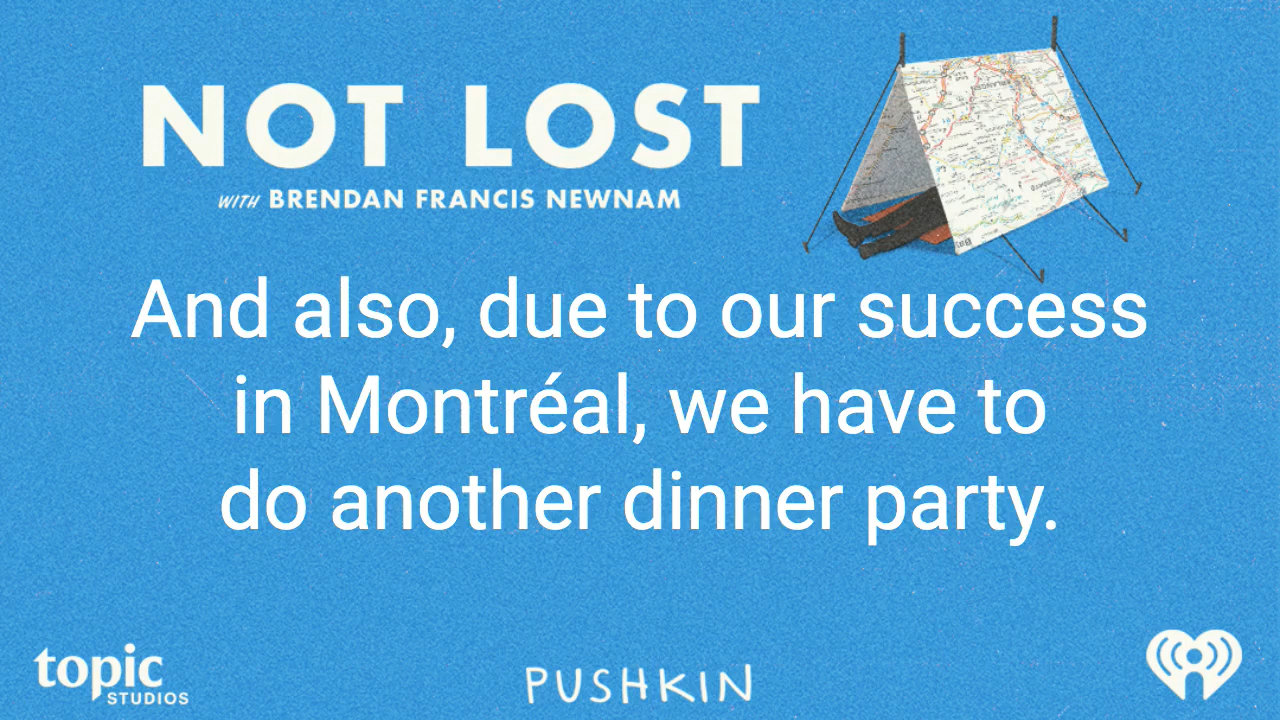 NOT LOST
WITH BRENDAN FRANCIS NEWNAM
And also, due to our success
in Montréal, we have to
do another dinner party.
topic
STUDIOS
PUSHKIN